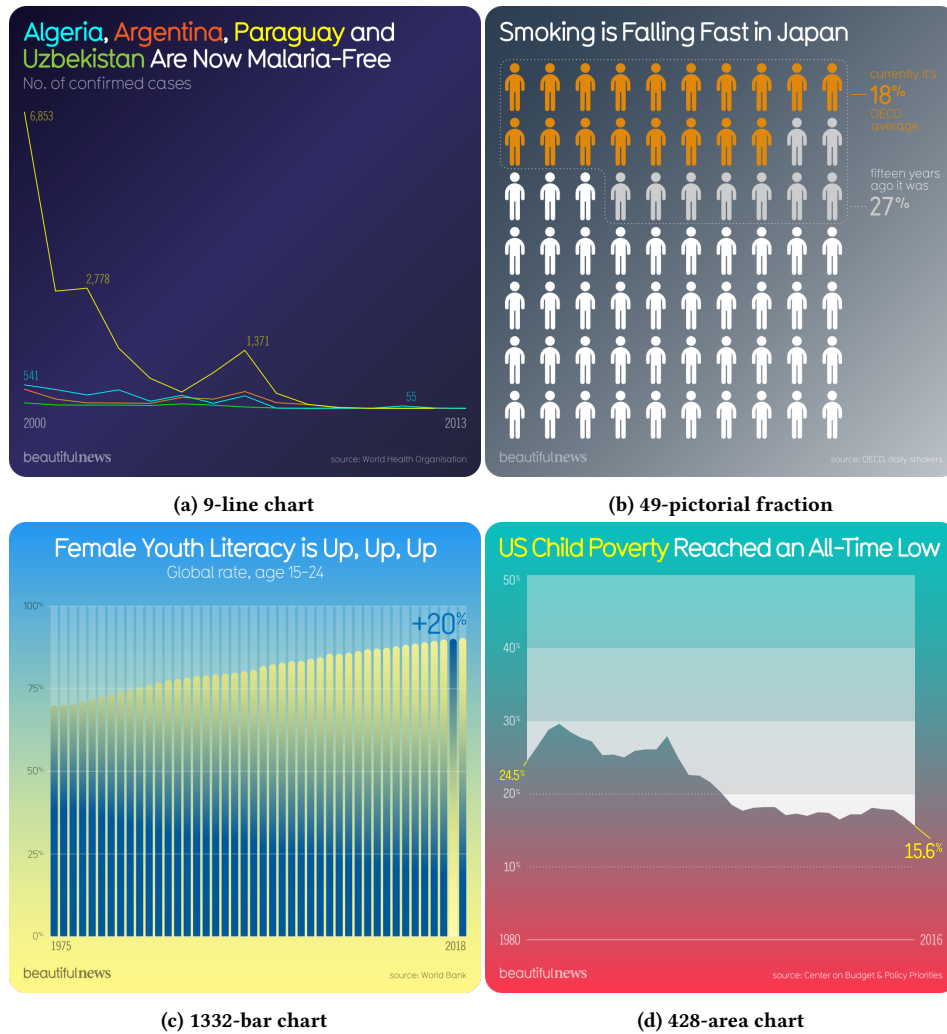 Algeria, Argentina, Paraguay and
Uzbekistan Are Now Malaria-Free
No. of confirmed cases
6,853
2,778
1,371
541
55
2000
2013
beautifulnews
source: World Health Organisation
(a) 9-line chart
Smoking is Falling Fast in Japan
currently it's
18%
OECD
average
fifteen years
ago it was
27%
beautifulnews
source: OECD, daily smokers
(b) 49-pictorial fraction
Female Youth Literacy is Up, Up, Up
Global rate, age 15-24
100%
+20%
75%
50%
25%
0%
1975
2018
beautifulnews
source: World Bank
(c) 1332-bar chart
US Child Poverty Reached an All-Time Low
50%
40%
30%
24.5%
20%
15.6%
10%
1980
2016
beautifulnews
source: Center on Budget & Policy Priorities
(d) 428-area chart